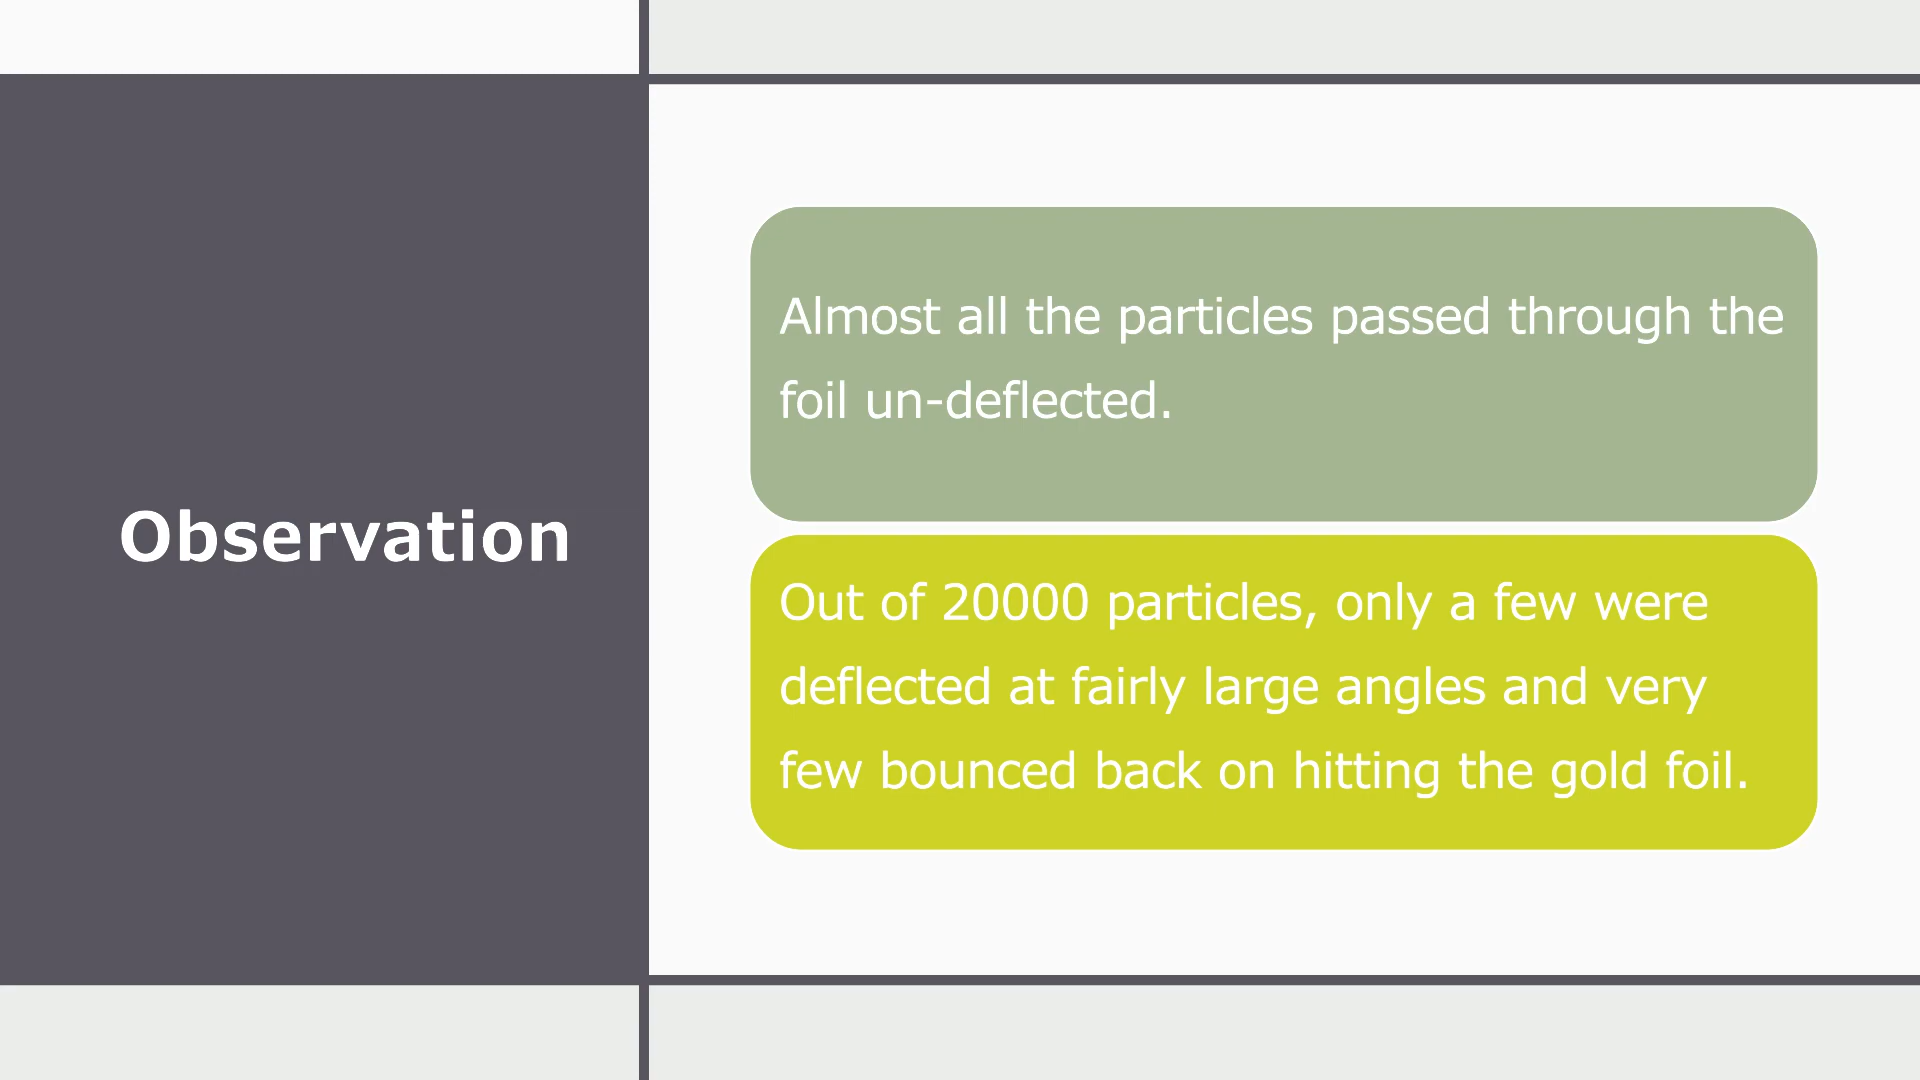 Observation
Almost all the particles passed through the
foil un-deflected.
Out of 20000 particles, only a few were
deflected at fairly large angles and very
few bounced back on hitting the gold foil.